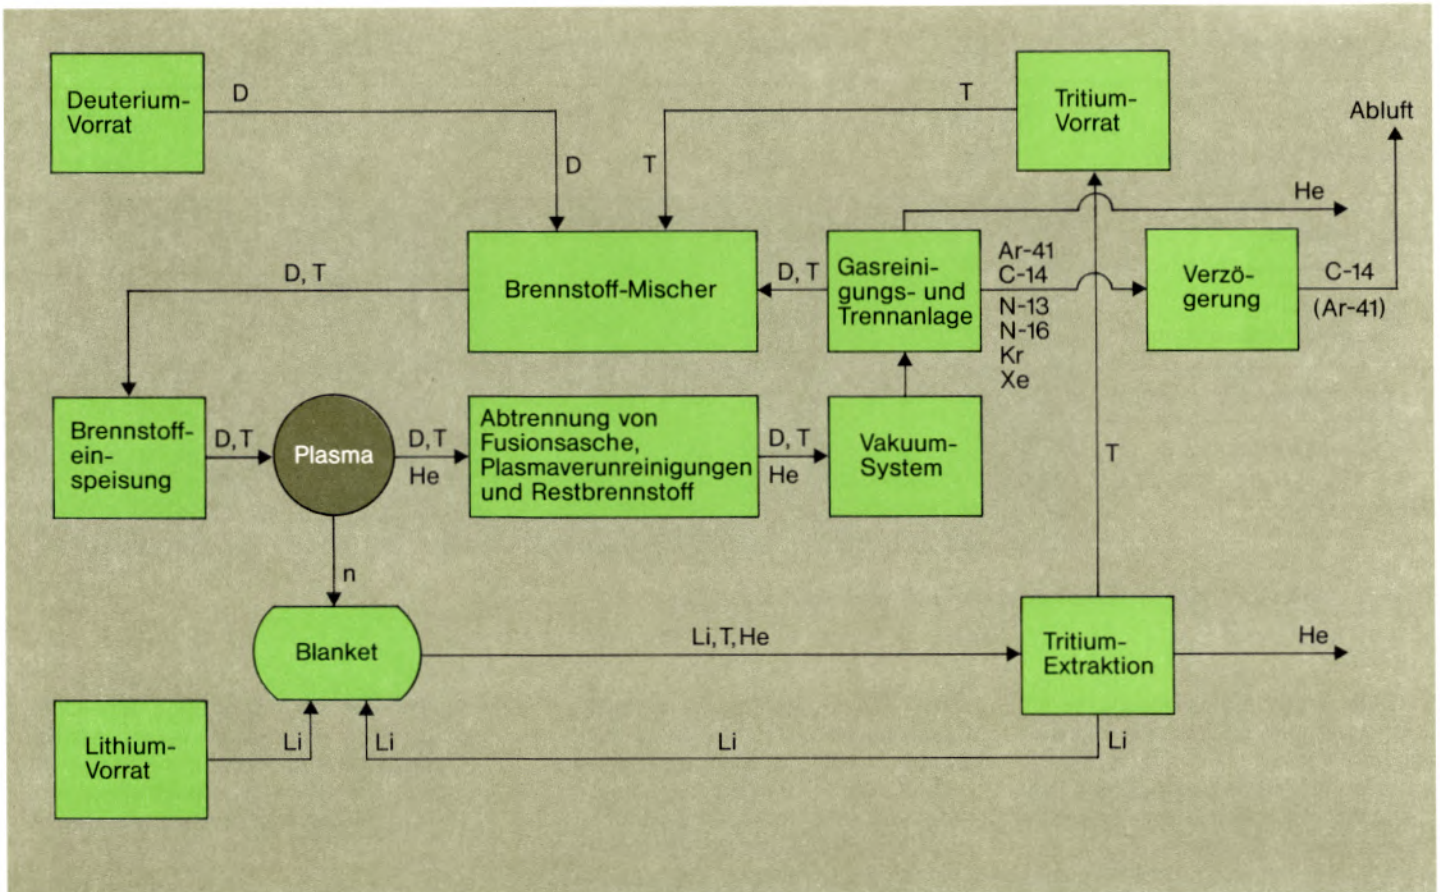 Deuterium-
Vorrat
D
D
T
T
Tritium-
Vorrat
Abluft
He
D, T
Brennstoff-Mischer
D, T
Gasreini-
gungs- und
Trennanlage
Ar-41
C-14
N-13
N-16
Kr
Xe
Verzö-
gerung
C-14
(Ar-41)
Brennstoff-
ein-
speisung
D,T
Plasma
D,T
He
Abtrennung von
Fusionsasche,
Plasmaverunreinigungen
und Restbrennstoff
D, T
He
Vakuum-
System
T
n
Blanket
Li,T,He
Tritium-
Extraktion
He
Lithium-
Vorrat
Li
Li
Li
Li